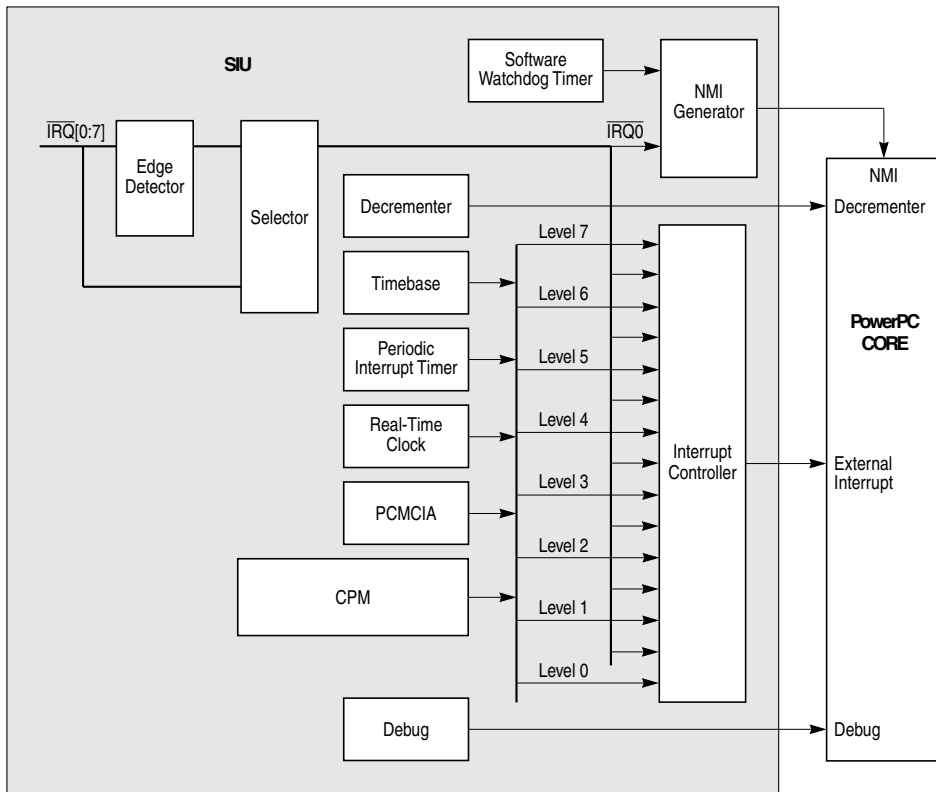 SIU
Software
Watchdog Timer
NMI
Generator
IRQ[0:7]
IRQ0
Edge
Detector
Selector
NMI
Decrementer
Decrementer
Level 7
Timebase
Level 6
PowerPC
CORE
Periodic
Interrupt Timer
Level 5
Real-Time
Clock
Level 4
Interrupt
Controller
External
Interrupt
Level 3
PCMCIA
Level 2
CPM
Level 1
Level 0
Debug
Debug